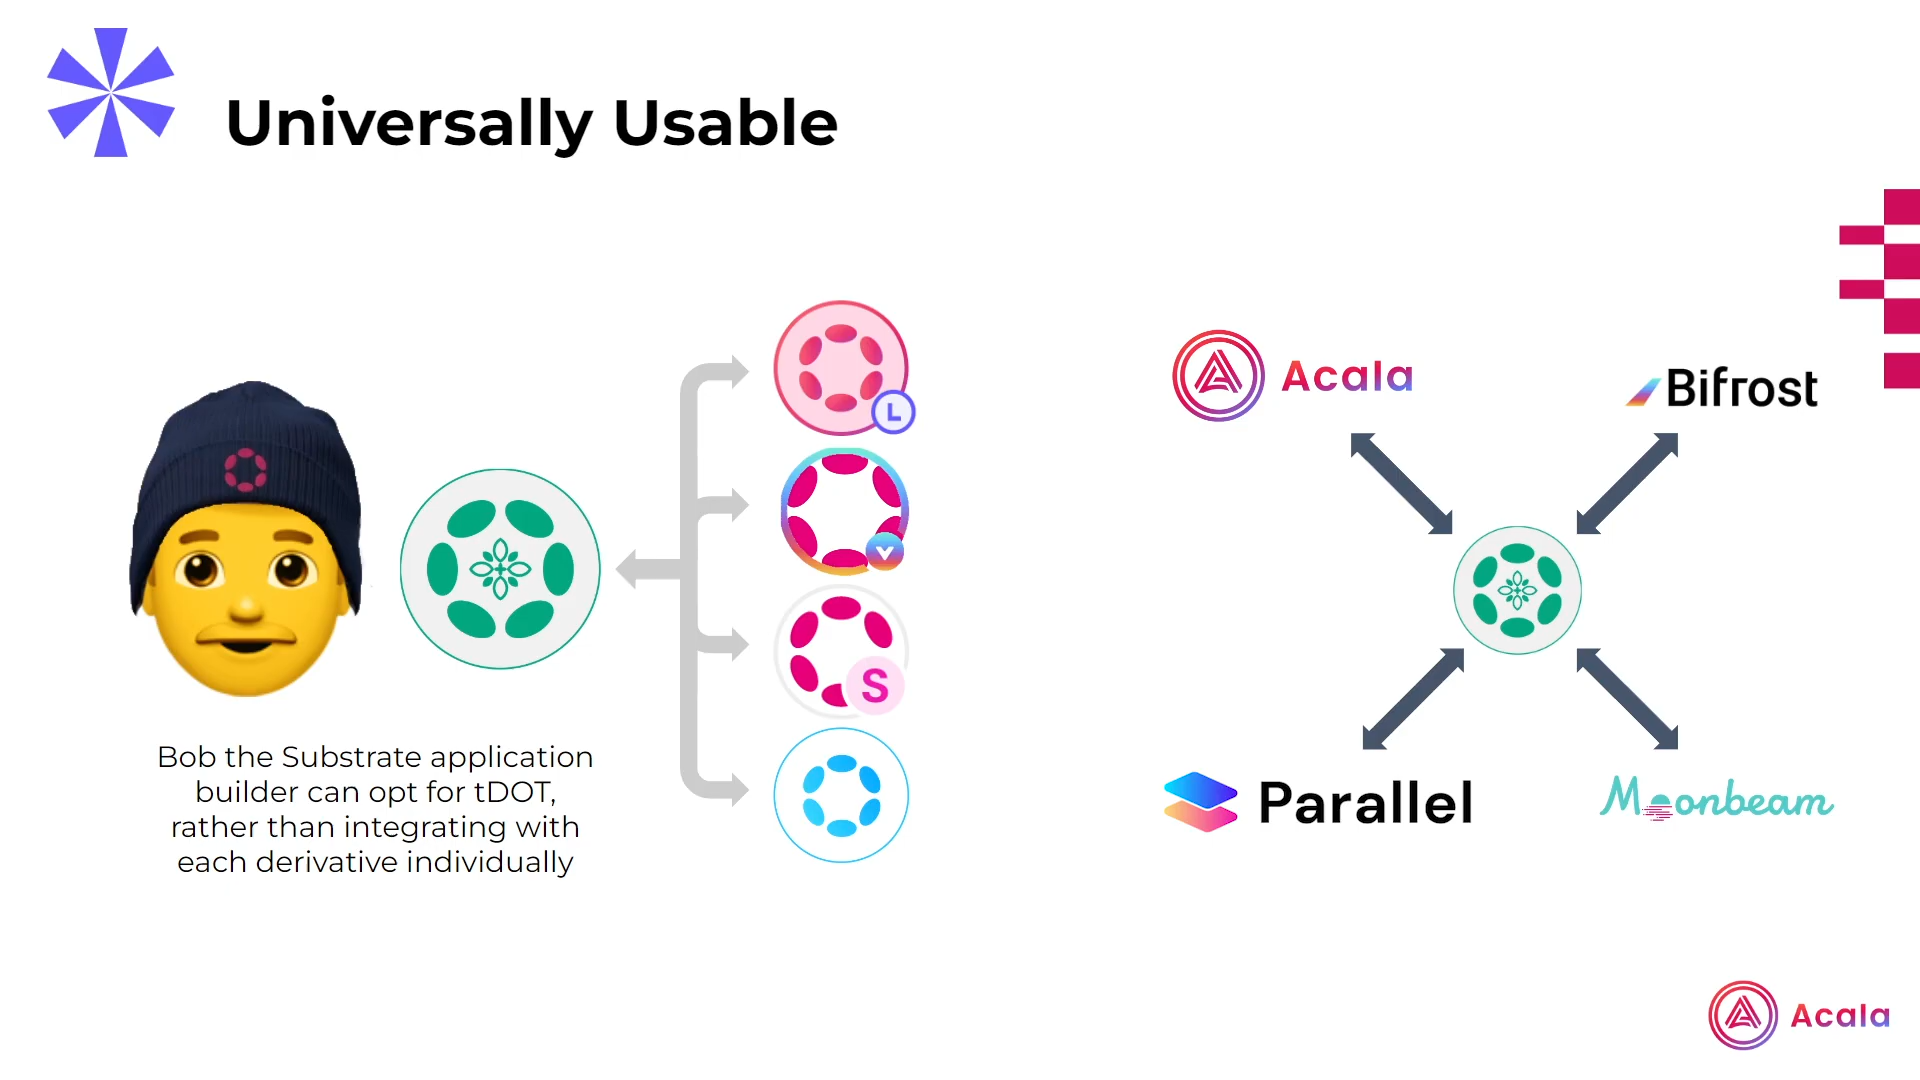 Universally Usable
L
S
Bob the Substrate application
builder can opt for tDOT,
rather than integrating with
each derivative individually
Acala
Bifrost
Parallel
Moonbeam
Acala